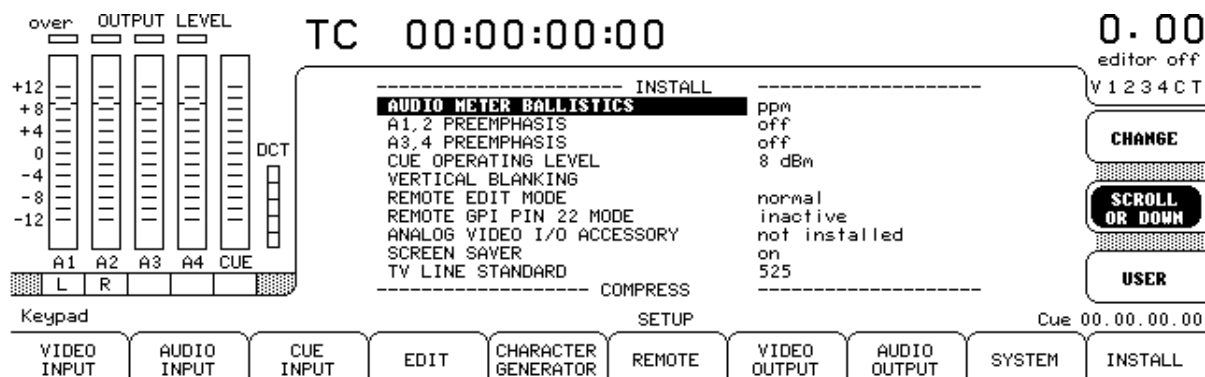 over OUTPUT LEVEL
TC 00:00:00:00
0.00
editor off
V1234CT
+12
+8
+4
0
-4
-8
-12
DCT
A1 A2 A3 A4 CUE
L R
INSTALL
AUDIO METER BALLISTICS ppm
A1,2 PREEMPHASIS off
A3,4 PREEMPHASIS off
CUE OPERATING LEVEL 8 dBm
VERTICAL BLANKING
REMOTE EDIT MODE normal
REMOTE GPI PIN 22 MODE inactive
ANALOG VIDEO I/O ACCESSORY not installed
SCREEN SAVER on
TV LINE STANDARD 525
COMPRESS
CHANGE
SCROLL
OR DOWN
USER
Keypad SETUP Cue 00.00.00.00
VIDEO
INPUT
AUDIO
INPUT
CUE
INPUT
EDIT
CHARACTER
GENERATOR
REMOTE
VIDEO
OUTPUT
AUDIO
OUTPUT
SYSTEM
INSTALL